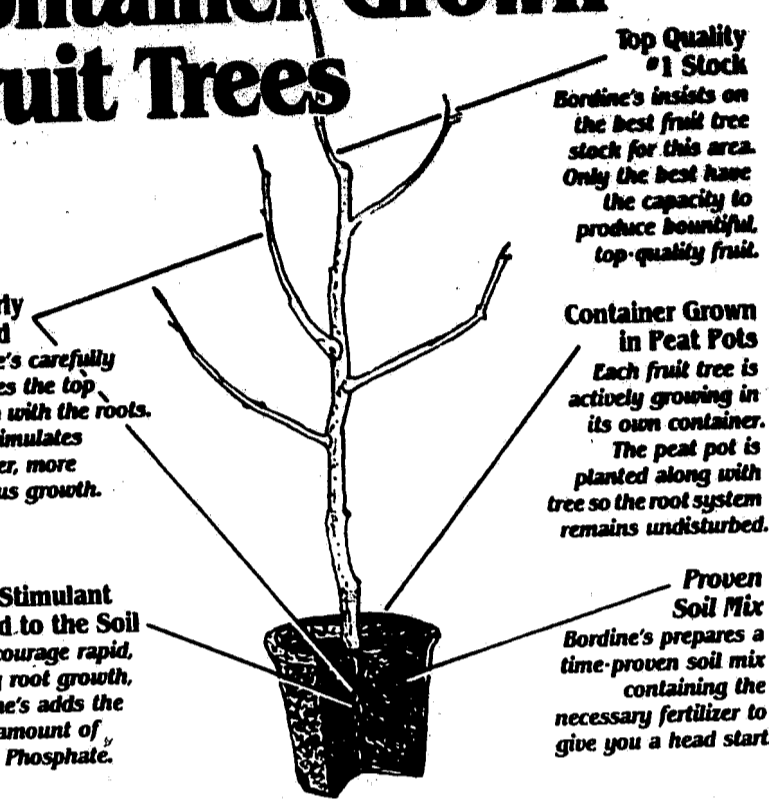 ontainer Grown
ruit Trees
Top Quality
#1 Stock
Bordine's insists on
the best fruit tree
stock for this area.
Only the best have
the capacity to
produce bountiful,
top-quality fruit.
rly
d
e's carefully
es the top
with the roots.
imulates
er, more
us growth.
Container Grown
in Peat Pots
Each fruit tree is
actively growing in
its own container.
The peat pot is
planted along with
tree so the root system
remains undisturbed.
Stimulant
d to the Soil
courage rapid,
root growth,
ne's adds the
amount of
Phosphate.
Proven
Soil Mix
Bordine's prepares a
time-proven soil mix
containing the
necessary fertilizer to
give you a head start